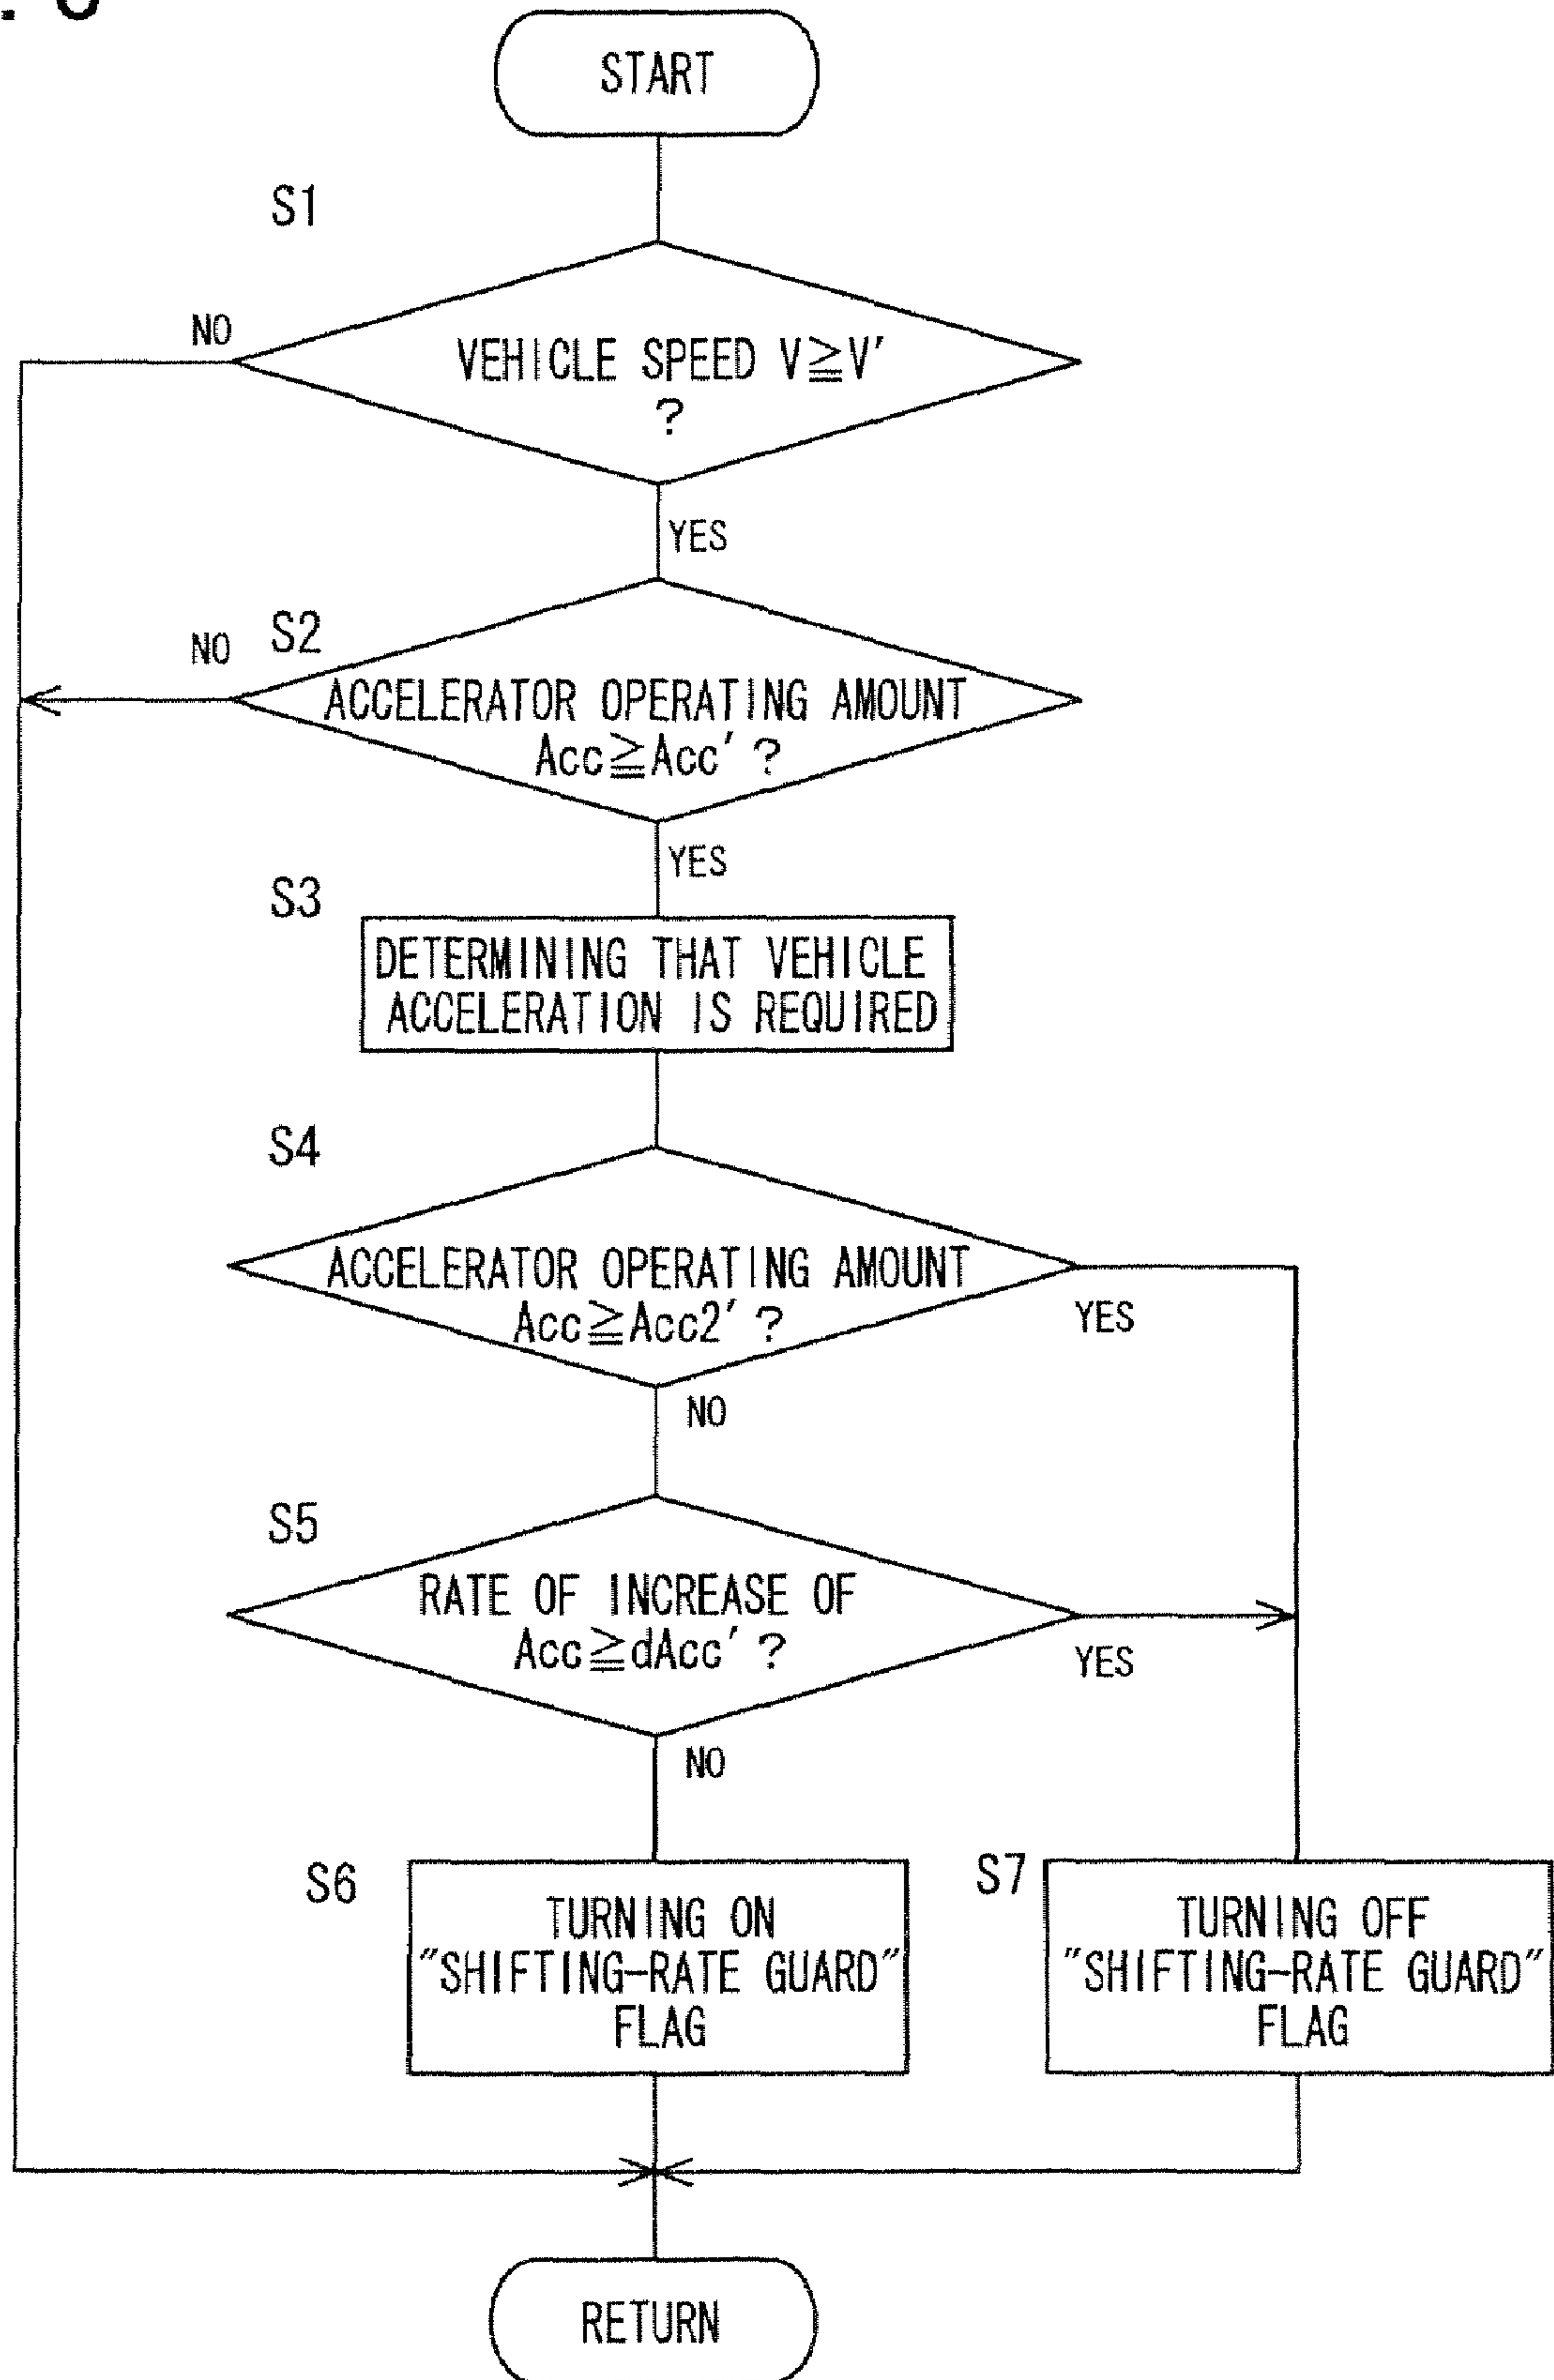 START
S1
NO
VEHICLE SPEED V≧V'
?
YES
S2
NO
ACCELERATOR OPERATING AMOUNT
Acc≧Acc' ?
YES
S3
DETERMINING THAT VEHICLE
ACCELERATION IS REQUIRED
S4
ACCELERATOR OPERATING AMOUNT
Acc≧Acc2' ?
YES
NO
S5
RATE OF INCREASE OF
Acc≧dAcc' ?
YES
NO
S6
TURNING ON
"SHIFTING-RATE GUARD"
FLAG
S7
TURNING OFF
"SHIFTING-RATE GUARD"
FLAG
RETURN